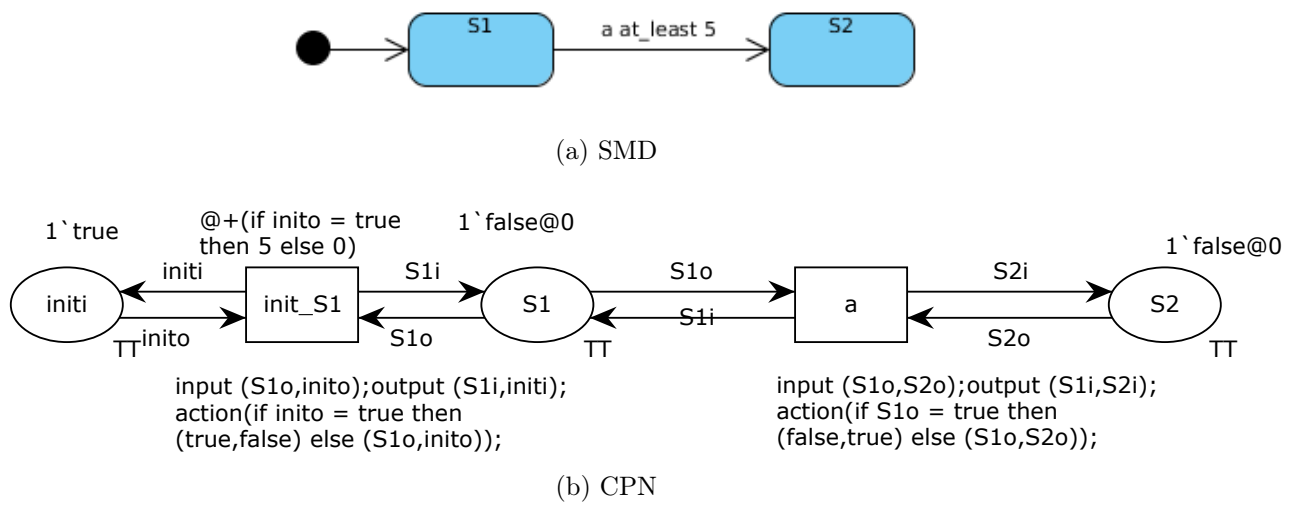 S1
a at_least 5
S2
(a) SMD
1`true
@+(if inito = true
then 5 else 0)
1`false@0
1`false@0
initi
S1i
S1o
S2i
initi
init_S1
S1
a
S2
inito
S1o
S1i
S2o
TT
TT
TT
input (S1o,inito);output (S1i,initi);
action(if inito = true then
(true,false) else (S1o,inito));
input (S1o,S2o);output (S1i,S2i);
action(if S1o = true then
(false,true) else (S1o,S2o));
(b) CPN